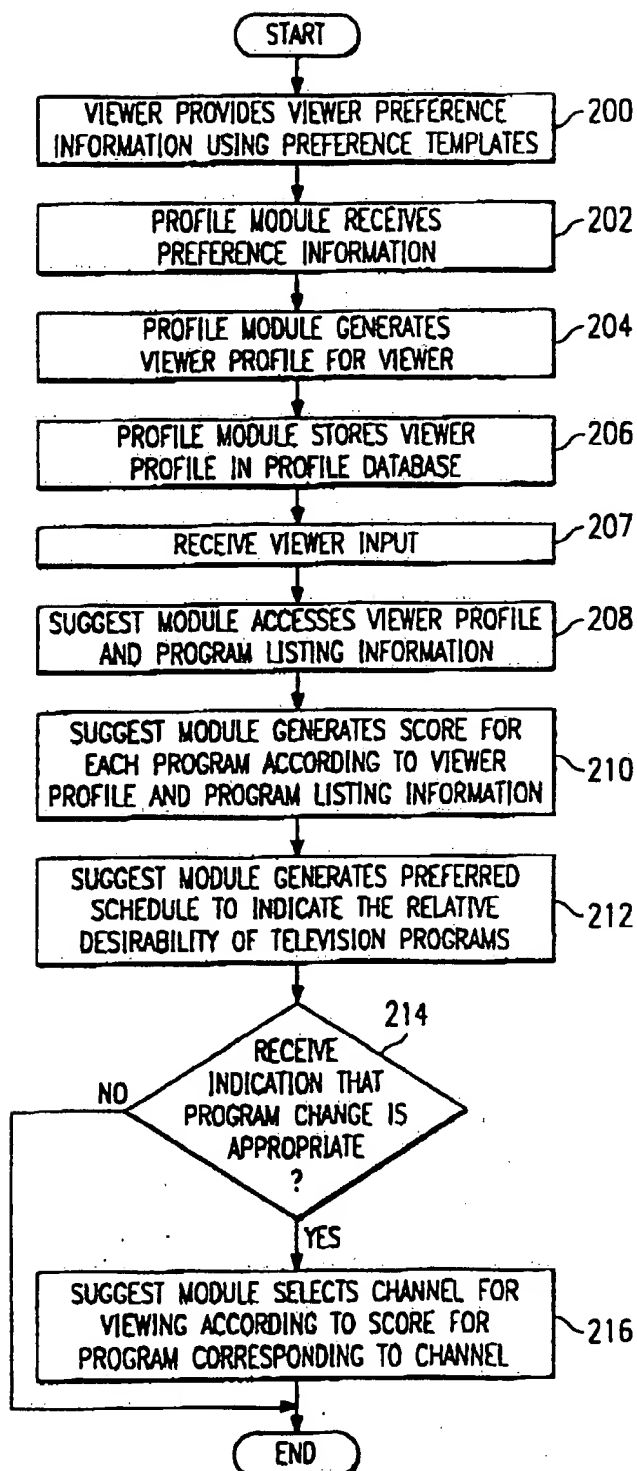 START
VIEWER PROVIDES VIEWER PREFERENCE
INFORMATION USING PREFERENCE TEMPLATES
200
PROFILE MODULE RECEIVES
PREFERENCE INFORMATION
202
PROFILE MODULE GENERATES
VIEWER PROFILE FOR VIEWER
204
PROFILE MODULE STORES VIEWER
PROFILE IN PROFILE DATABASE
206
RECEIVE VIEWER INPUT
207
SUGGEST MODULE ACCESSES VIEWER PROFILE
AND PROGRAM LISTING INFORMATION
208
SUGGEST MODULE GENERATES SCORE FOR
EACH PROGRAM ACCORDING TO VIEWER
PROFILE AND PROGRAM LISTING INFORMATION
210
SUGGEST MODULE GENERATES PREFERRED
SCHEDULE TO INDICATE THE RELATIVE
DESIRABILITY OF TELEVISION PROGRAMS
212
214
RECEIVE
INDICATION THAT
PROGRAM CHANGE IS
APPROPRIATE
?
NO
YES
SUGGEST MODULE SELECTS CHANNEL FOR
VIEWING ACCORDING TO SCORE FOR
PROGRAM CORRESPONDING TO CHANNEL
216
END